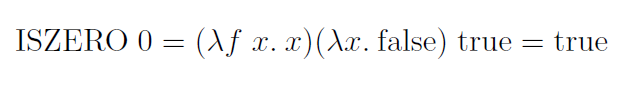 ISZERO 0 = (λf x. x)(λx. false) true = true